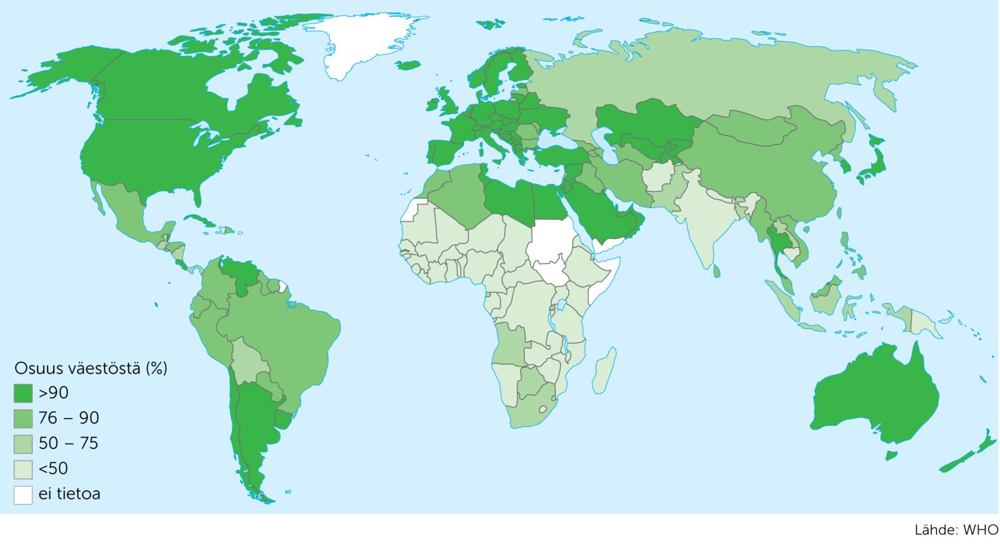 Osuus väestöstä (%)
>90
76 – 90
50 – 75
<50
ei tietoa
Lähde: WHO